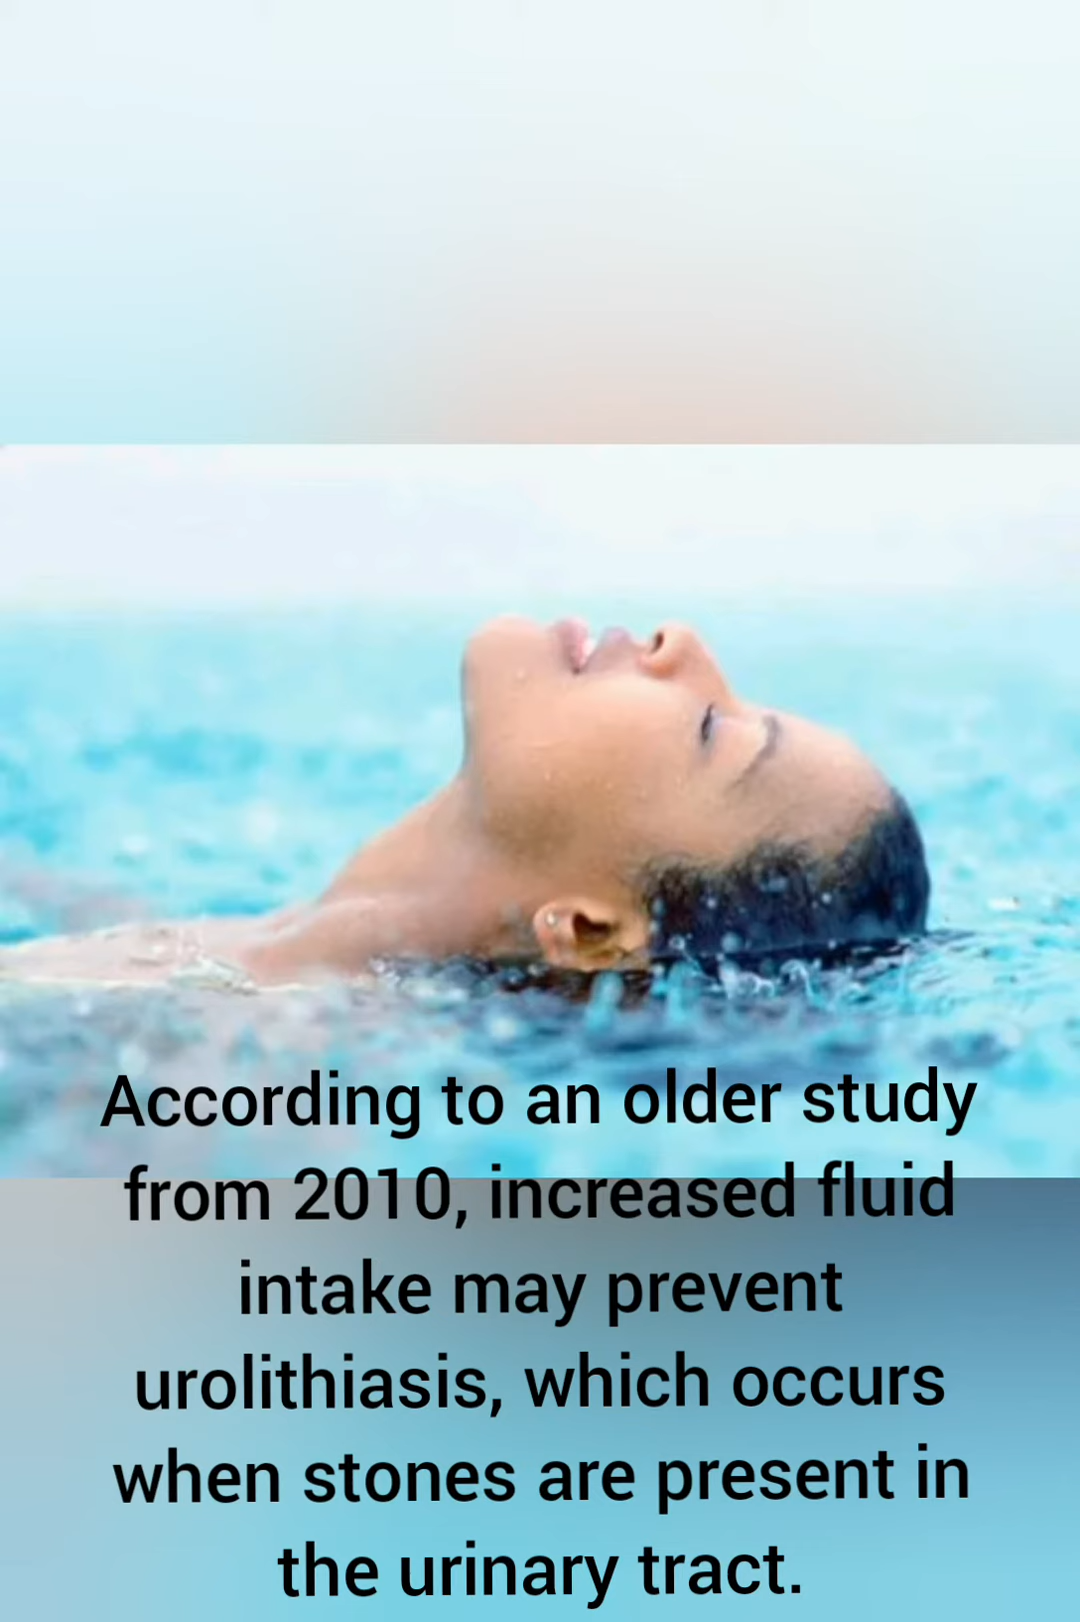 According to an older study
from 2010, increased fluid
intake may prevent
urolithiasis, which occurs
when stones are present in
the urinary tract.